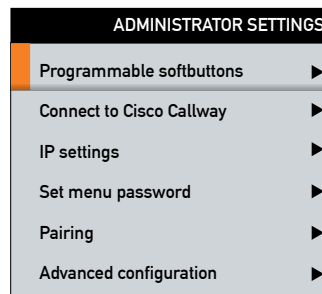 ADMINISTRATOR SETTINGS
Programmable softbuttons
Connect to Cisco Callway
IP settings
Set menu password
Pairing
Advanced configuration